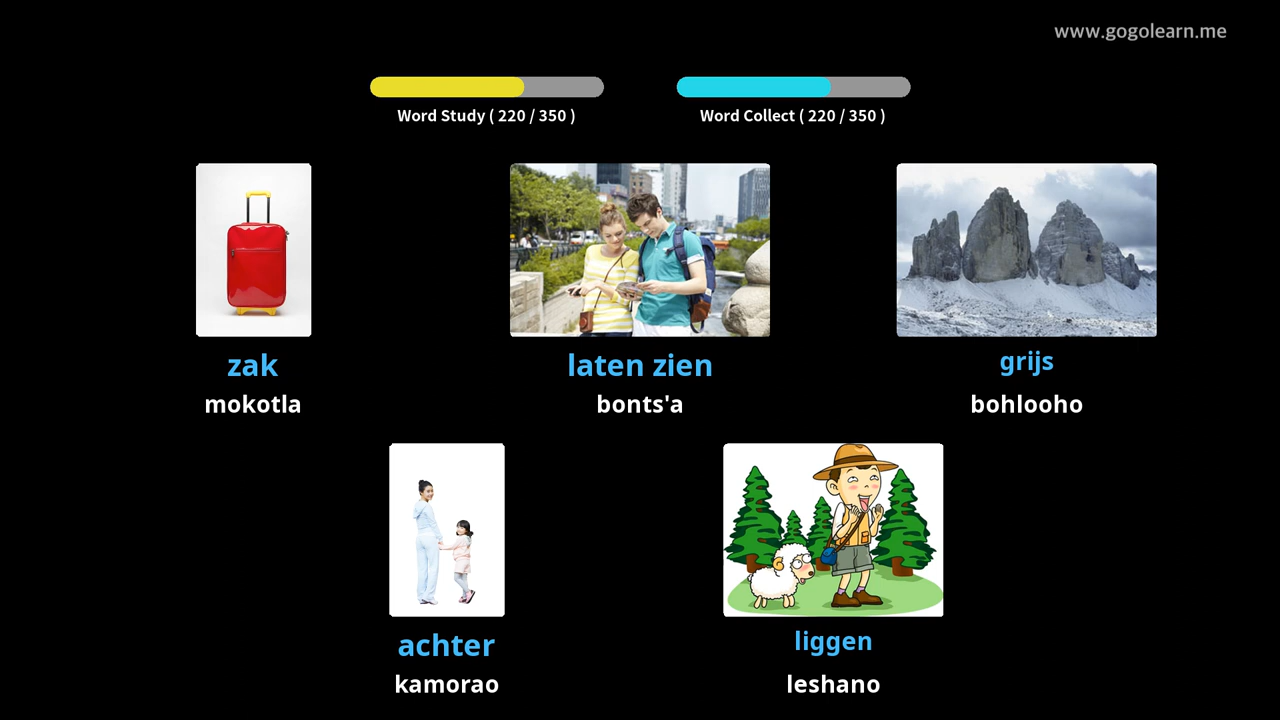 www.gogolearn.me
Word Study ( 220 / 350 )
Word Collect ( 220 / 350 )
zak
mokotla
laten zien
bonts'a
grijs
bohlooho
achter
kamorao
liggen
leshano